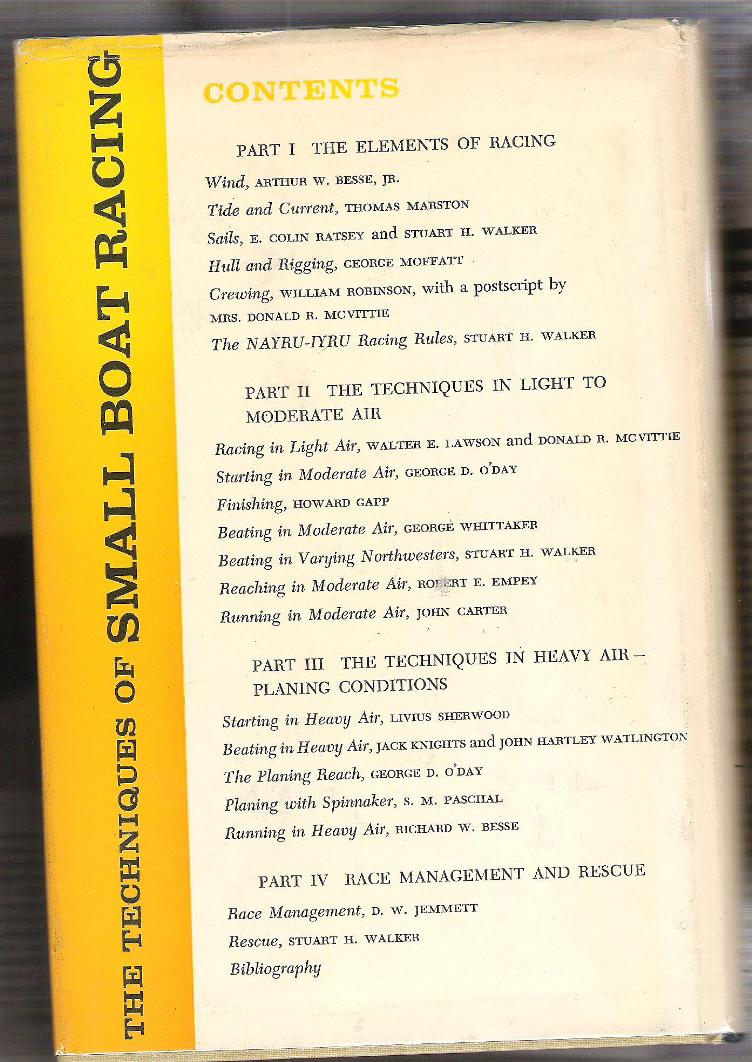 THE TECHNIQUES OF SMALL BOAT RACING
CONTENTS
PART I THE ELEMENTS OF RACING
Wind, ARTHUR W. BESSE, JR.
Tide and Current, THOMAS MARSTON
Sails, E. COLIN RATSEY and STUART H. WALKER
Hull and Rigging, GEORGE MOFFATT
Crewing, WILLIAM ROBINSON, with a postscript by
MRS. DONALD R. MCVITTIE
The NAYRU-IYRU Racing Rules, STUART H. WALKER
PART II THE TECHNIQUES IN LIGHT TO
MODERATE AIR
Racing in Light Air, WALTER E. LAWSON and DONALD R. MCVITTIE
Starting in Moderate Air, GEORGE D. O'DAY
Finishing, HOWARD GAPP
Beating in Moderate Air, GEORGE WHITTAKER
Beating in Varying Northwesters, STUART H. WALKER
Reaching in Moderate Air, ROBERT E. EMPEY
Running in Moderate Air, JOHN CARTER
PART III THE TECHNIQUES IN HEAVY AIR—
PLANING CONDITIONS
Starting in Heavy Air, LIVIUS SHERWOOD
Beating in Heavy Air, JACK KNIGHTS and JOHN HARTLEY WATLINGTON
The Planing Reach, GEORGE D. O'DAY
Planing with Spinnaker, S. M. PASCHAL
Running in Heavy Air, RICHARD W. BESSE
PART IV RACE MANAGEMENT AND RESCUE
Race Management, D. W. JEMMETT
Rescue, STUART H. WALKER
Bibliography